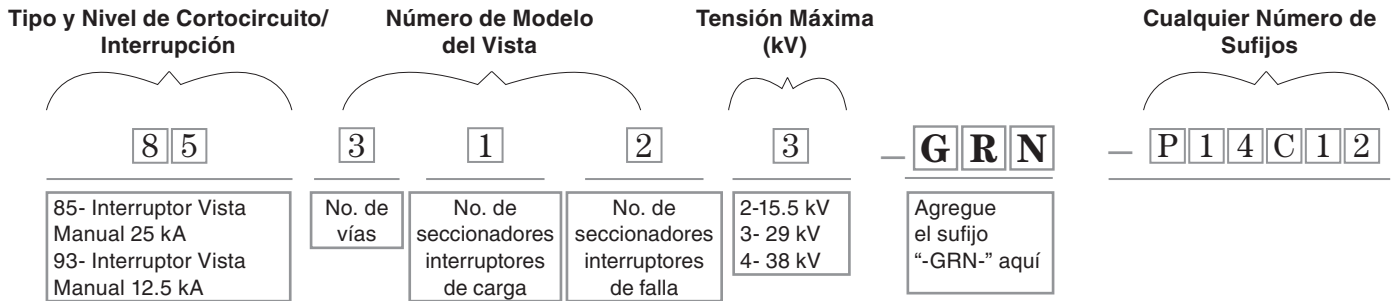 Tipo y Nivel de Cortocircuito/
Interrupción
Número de Modelo
del Vista
Tensión Máxima
(kV)
Cualquier Número de
Sufijos
8 5 3 1 2 3 – G R N – P 1 4 C 1 2
85- Interruptor Vista
Manual 25 kA
93- Interruptor Vista
Manual 12.5 kA
No. de
vías
No. de
seccionadores
interruptores
de carga
No. de
seccionadores
interruptores
de falla
2-15.5 kV
3- 29 kV
4- 38 kV
Agregue
el sufijo
“-GRN-” aquí